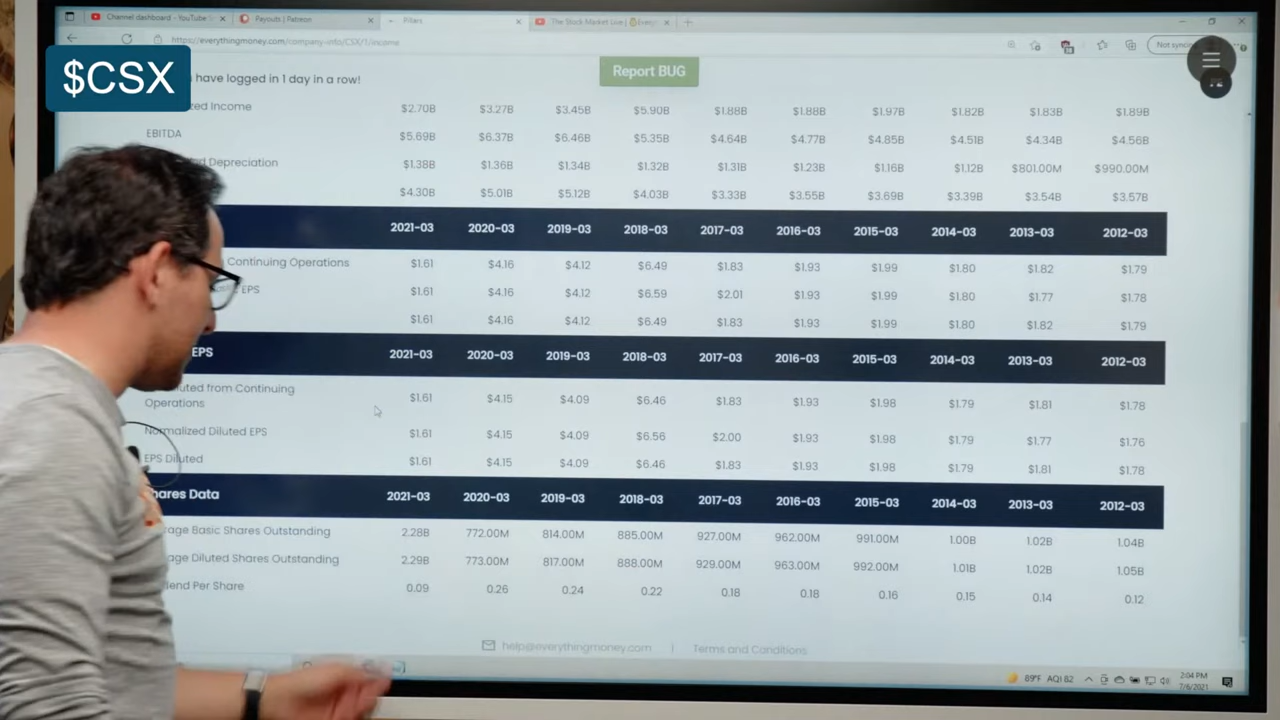 Channel dashboard - YouTube
Payouts | Patreon
Pillars
The Stock Market Live |
https://everythingmoney.com/company-info/CSX/1/income
Not syncing
$CSX
have logged in 1 day in a row!
Report BUG
zed Income $2.70B $3.27B $3.45B $5.90B $1.88B $1.88B $1.97B $1.82B $1.83B $1.89B
EBITDA $5.69B $6.37B $6.46B $5.35B $4.64B $4.77B $4.85B $4.51B $4.34B $4.56B
d Depreciation $1.38B $1.36B $1.34B $1.32B $1.31B $1.23B $1.16B $1.12B $801.00M $990.00M
$4.30B $5.01B $5.12B $4.03B $3.33B $3.55B $3.69B $3.39B $3.54B $3.57B
2021-03 2020-03 2019-03 2018-03 2017-03 2016-03 2015-03 2014-03 2013-03 2012-03
Continuing Operations $1.61 $4.16 $4.12 $6.49 $1.83 $1.93 $1.99 $1.80 $1.82 $1.79
EPS $1.61 $4.16 $4.12 $6.59 $2.01 $1.93 $1.99 $1.80 $1.77 $1.78
$1.61 $4.16 $4.12 $6.49 $1.83 $1.93 $1.99 $1.80 $1.82 $1.79
EPS 2021-03 2020-03 2019-03 2018-03 2017-03 2016-03 2015-03 2014-03 2013-03 2012-03
uted from Continuing
Operations $1.61 $4.15 $4.09 $6.46 $1.83 $1.93 $1.98 $1.79 $1.81 $1.78
Normalized Diluted EPS $1.61 $4.15 $4.09 $6.56 $2.00 $1.93 $1.98 $1.79 $1.77 $1.76
EPS Diluted $1.61 $4.15 $4.09 $6.46 $1.83 $1.93 $1.98 $1.79 $1.81 $1.78
hares Data 2021-03 2020-03 2019-03 2018-03 2017-03 2016-03 2015-03 2014-03 2013-03 2012-03
rage Basic Shares Outstanding 2.28B 772.00M 814.00M 885.00M 927.00M 962.00M 991.00M 1.00B 1.02B 1.04B
age Diluted Shares Outstanding 2.29B 773.00M 817.00M 888.00M 929.00M 963.00M 992.00M 1.01B 1.02B 1.05B
end Per Share 0.09 0.26 0.24 0.22 0.18 0.18 0.16 0.15 0.14 0.12
help@everythingmoney.com | Terms and Conditions
89°F AQI 82
2:04 PM
7/6/2021